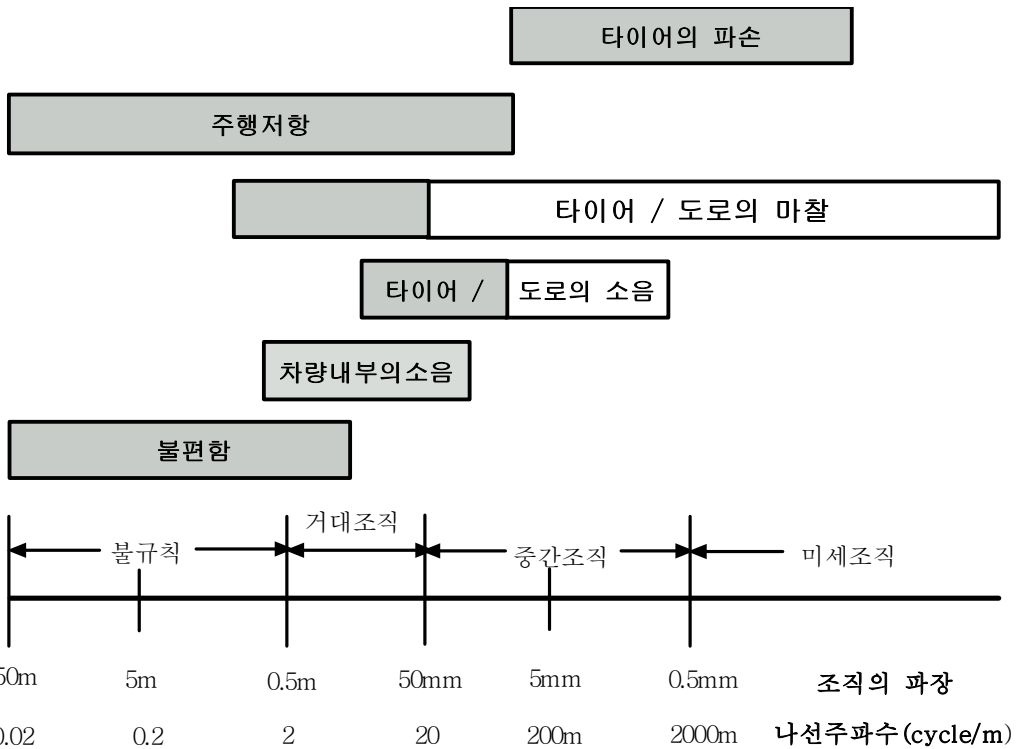 타이어의 파손
주행저항
타이어 / 도로의 마찰
타이어 / 도로의 소음
차량내부의소음
불편함
불규칙 거대조직 중간조직 미세조직
50m 5m 0.5m 50mm 5mm 0.5mm 조직의 파장
0.02 0.2 2 20 200m 2000m 나선주파수(cycle/m)